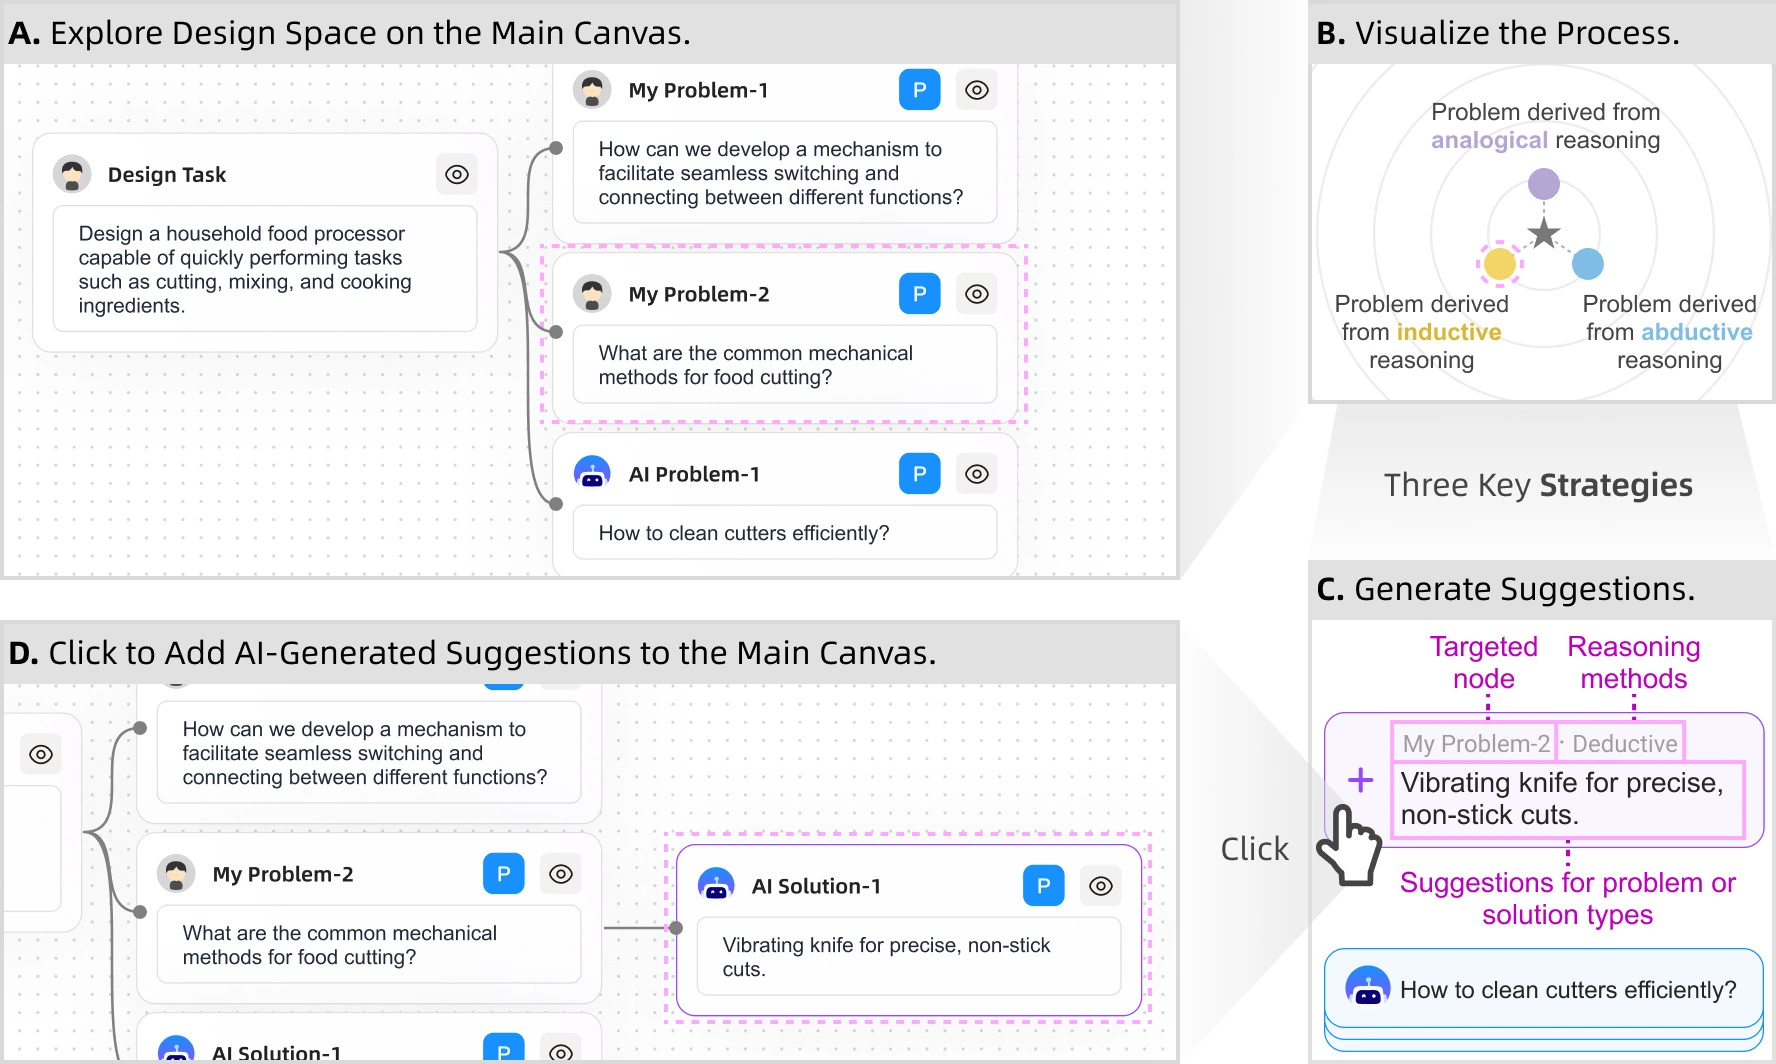 A. Explore Design Space on the Main Canvas.
Design Task
Design a household food processor
capable of quickly performing tasks
such as cutting, mixing, and cooking
ingredients.
My Problem-1
P
How can we develop a mechanism to
facilitate seamless switching and
connecting between different functions?
My Problem-2
P
What are the common mechanical
methods for food cutting?
AI Problem-1
P
How to clean cutters efficiently?
B. Visualize the Process.
Problem derived from
analogical reasoning
Problem derived
from inductive
reasoning
Problem derived
from abductive
reasoning
Three Key Strategies
C. Generate Suggestions.
Targeted
node
Reasoning
methods
My Problem-2 · Deductive
Vibrating knife for precise,
non-stick cuts.
Suggestions for problem or
solution types
How to clean cutters efficiently?
Click
D. Click to Add AI-Generated Suggestions to the Main Canvas.
How can we develop a mechanism to
facilitate seamless switching and
connecting between different functions?
My Problem-2
P
What are the common mechanical
methods for food cutting?
AI Solution-1
P
AI Solution-1
P
Vibrating knife for precise, non-stick
cuts.